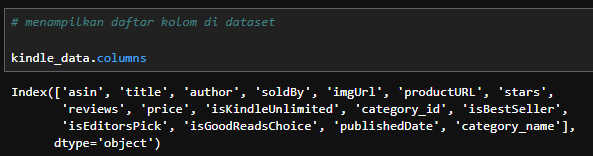 # menampilkan daftar kolom di dataset
kindle_data.columns
Index(['asin', 'title', 'author', 'soldBy', 'imgUrl', 'productURL', 'stars',
'reviews', 'price', 'isKindleUnlimited', 'category_id', 'isBestSeller',
'isEditorsPick', 'isGoodReadsChoice', 'publishedDate', 'category_name'],
dtype='object')